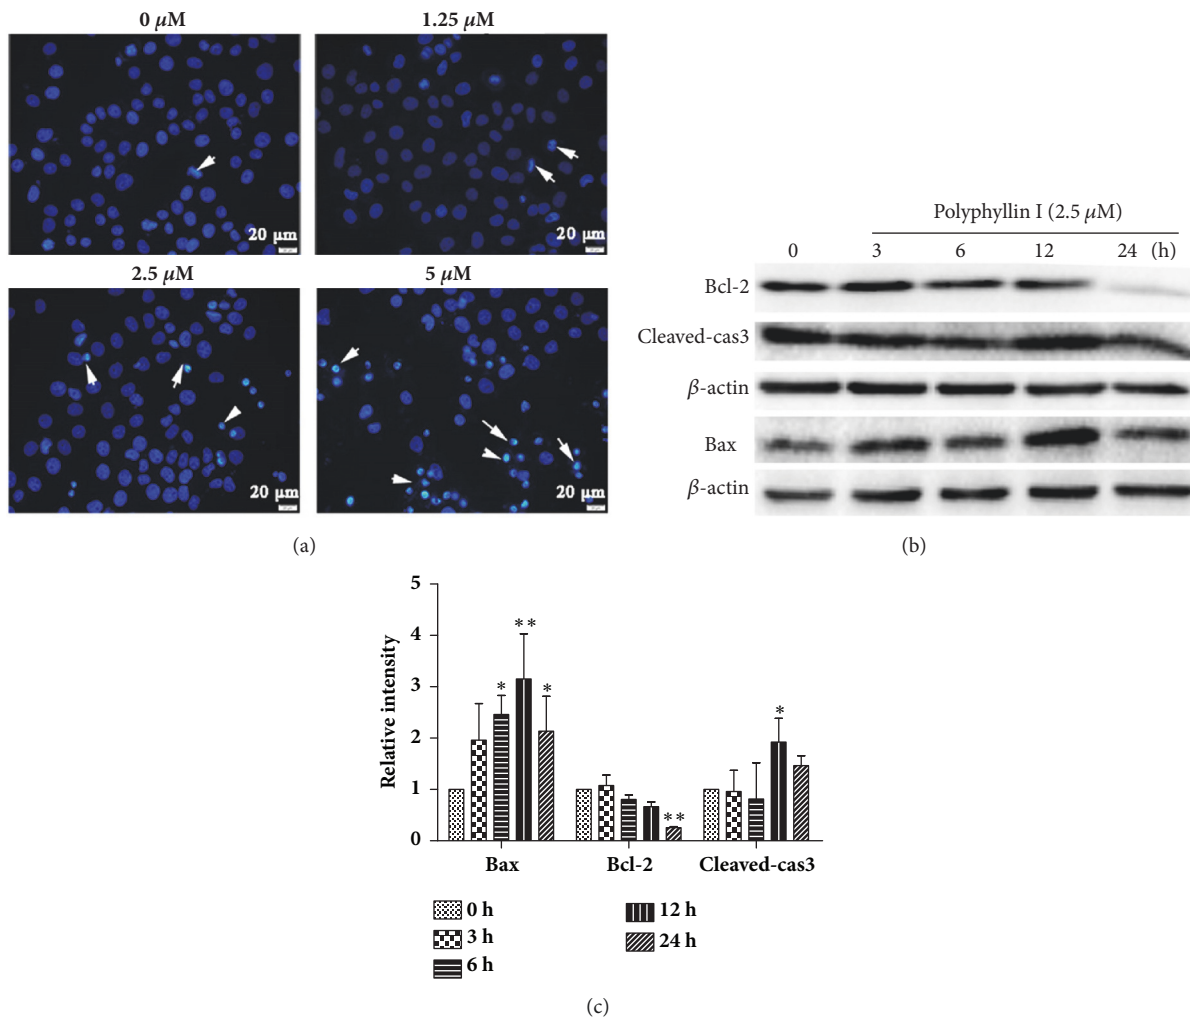 0 μM
1.25 μM
20 μm
20 μm
2.5 μM
5 μM
20 μm
20 μm
(a)
Polyphyllin I (2.5 μM)
0 3 6 12 24 (h)
Bcl-2
Cleaved-cas3
β-actin
Bax
β-actin
(b)
5
4
3
2
1
0
Relative intensity
*
**
*
**
*
Bax Bcl-2 Cleaved-cas3
0 h
3 h
6 h
12 h
24 h
(c)